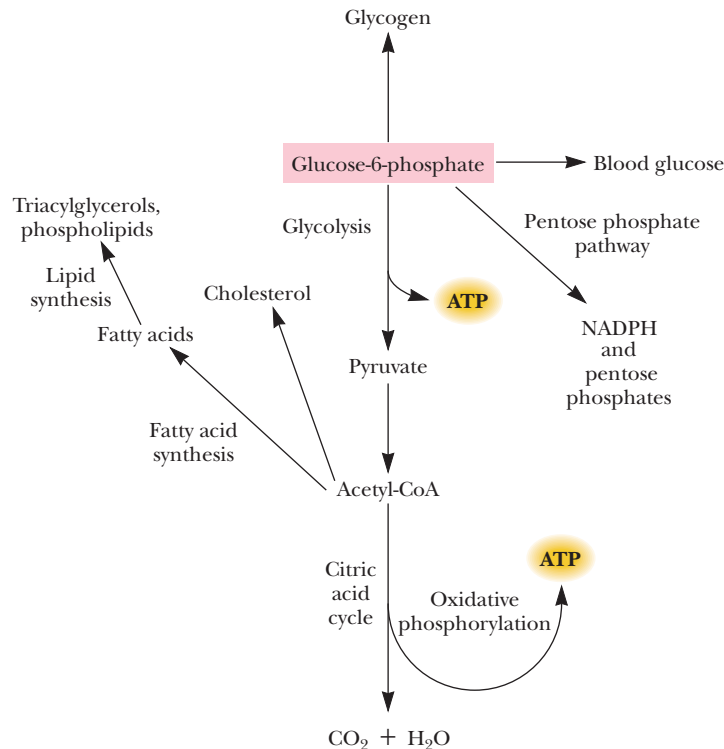 Glycogen
Glucose-6-phosphate
Blood glucose
Triacylglycerols,
phospholipids
Glycolysis
Pentose phosphate
pathway
Lipid
synthesis
Cholesterol
ATP
Fatty acids
NADPH
and
pentose
phosphates
Pyruvate
Fatty acid
synthesis
Acetyl-CoA
ATP
Citric
acid
cycle
Oxidative
phosphorylation
CO₂ + H₂O